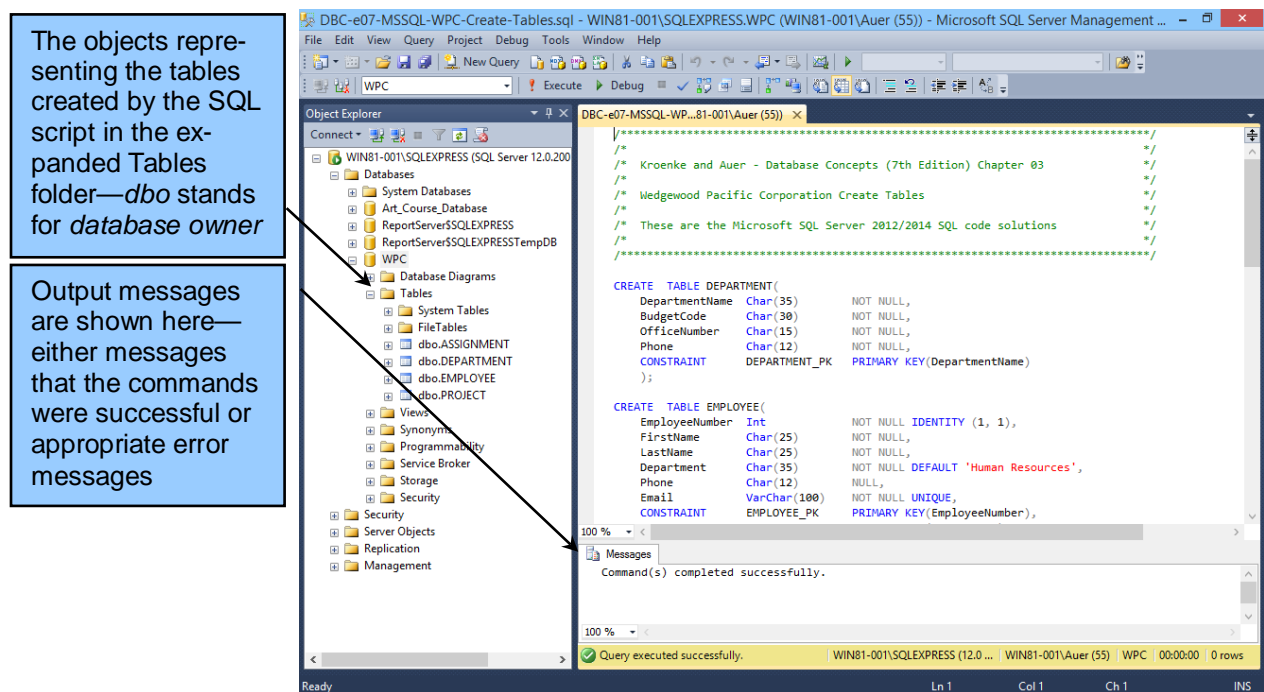 The objects repre-
senting the tables
created by the SQL
script in the ex-
panded Tables
folder—dbo stands
for database owner
Output messages
are shown here—
either messages
that the commands
were successful or
appropriate error
messages
DBC-e07-MSSQL-WPC-Create-Tables.sql - WIN81-001\SQLEXPRESS.WPC (WIN81-001\Auer (55)) - Microsoft SQL Server Management ...
File Edit View Query Project Debug Tools Window Help
New Query
WPC Execute Debug
Object Explorer
Connect
WIN81-001\SQLEXPRESS (SQL Server 12.0.200
Databases
System Databases
Art_Course_Database
ReportServer$SQLEXPRESS
ReportServer$SQLEXPRESSTempDB
WPC
Database Diagrams
Tables
System Tables
FileTables
dbo.ASSIGNMENT
dbo.DEPARTMENT
dbo.EMPLOYEE
dbo.PROJECT
Views
Synonyms
Programmability
Service Broker
Storage
Security
Security
Server Objects
Replication
Management
DBC-e07-MSSQL-WP...81-001\Auer (55))
/********************************************************************************/
/* */
/* Kroenke and Auer - Database Concepts (7th Edition) Chapter 03 */
/* */
/* Wedgewood Pacific Corporation Create Tables */
/* */
/* These are the Microsoft SQL Server 2012/2014 SQL code solutions */
/* */
/********************************************************************************/
CREATE TABLE DEPARTMENT(
DepartmentName Char(35) NOT NULL,
BudgetCode Char(30) NOT NULL,
OfficeNumber Char(15) NOT NULL,
Phone Char(12) NOT NULL,
CONSTRAINT DEPARTMENT_PK PRIMARY KEY(DepartmentName)
);
CREATE TABLE EMPLOYEE(
EmployeeNumber Int NOT NULL IDENTITY (1, 1),
FirstName Char(25) NOT NULL,
LastName Char(25) NOT NULL,
Department Char(35) NOT NULL DEFAULT 'Human Resources',
Phone Char(12) NULL,
Email VarChar(100) NOT NULL UNIQUE,
CONSTRAINT EMPLOYEE_PK PRIMARY KEY(EmployeeNumber),
100 %
Messages
Command(s) completed successfully.
100 %
Query executed successfully. WIN81-001\SQLEXPRESS (12.0 ... WIN81-001\Auer (55) WPC 00:00:00 0 rows
Ready Ln 1 Col 1 Ch 1 INS